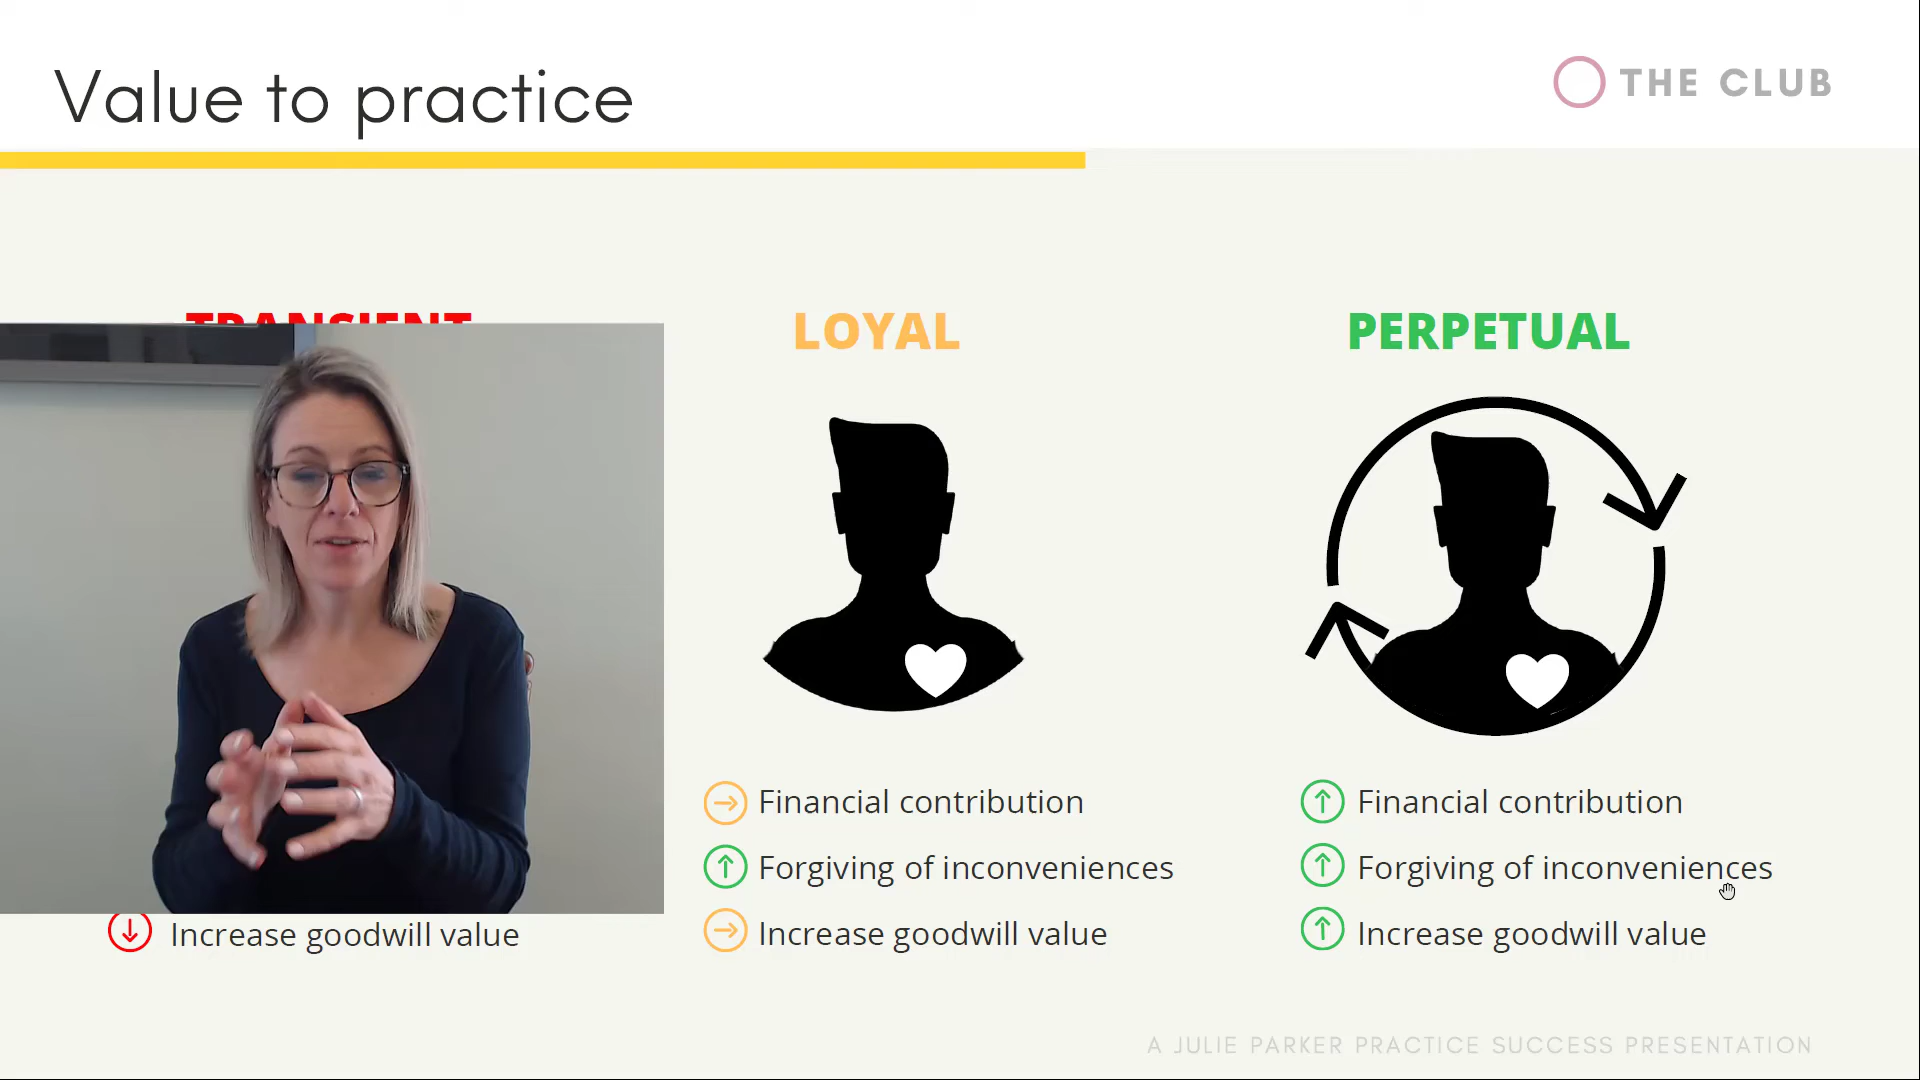 Value to practice
THE CLUB
TRANSIENT
LOYAL
PERPETUAL
Financial contribution
Forgiving of inconveniences
Increase goodwill value
Financial contribution
Forgiving of inconveniences
Increase goodwill value
Increase goodwill value
A JULIE PARKER PRACTICE SUCCESS PRESENTATION